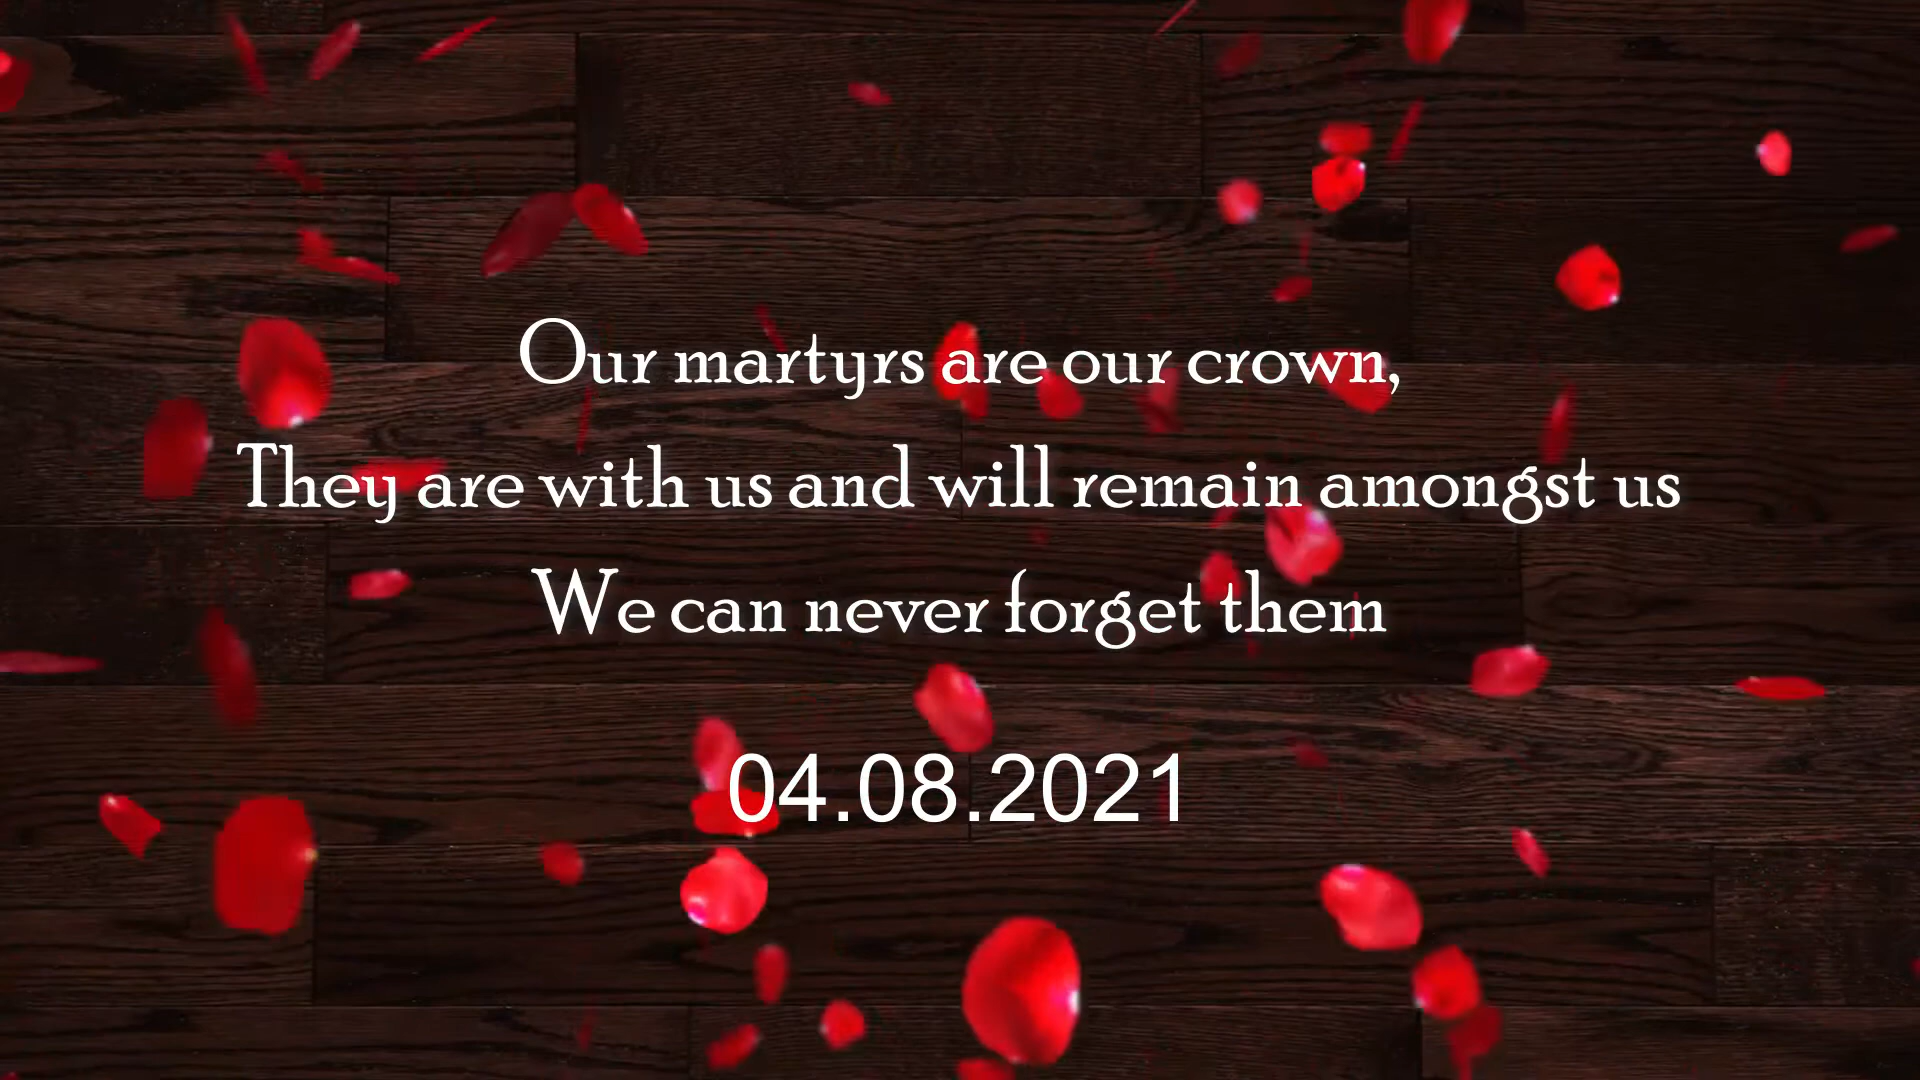 Our martyrs are our crown,
They are with us and will remain amongst us
We can never forget them
04.08.2021